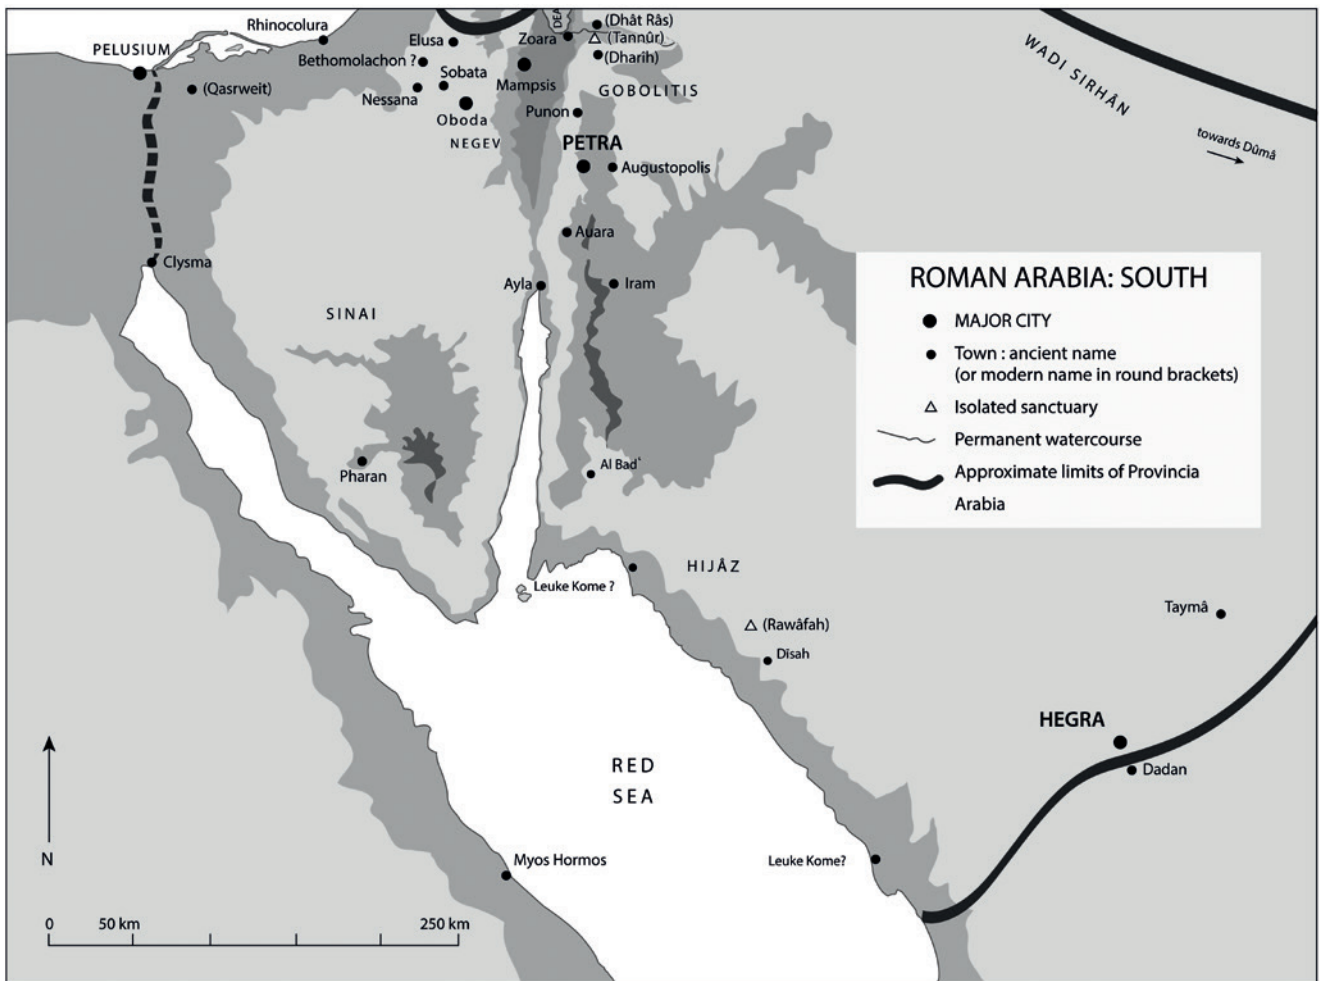 Rhinocolura
PELUSIUM
(Qasrweit)
Elusa
Bethomolachon ?
Sobata
Nessana
Oboda
NEGEV
Zoara
Mampsis
DEA
(Dhât Râs)
(Tannûr)
(Dharih)
GOBOLITIS
Punon
PETRA
Augustopolis
WADI SIRHÂN
towards Dûmâ
Auara
Clysma
Ayla
Iram
SINAI
ROMAN ARABIA: SOUTH
MAJOR CITY
Town : ancient name
(or modern name in round brackets)
Isolated sanctuary
Permanent watercourse
Approximate limits of Provincia
Arabia
Pharan
Al Bad‘
HIJÂZ
Leuke Kome ?
Taymâ
(Rawâfah)
Disah
HEGRA
Dadan
RED
SEA
N
Myos Hormos
Leuke Kome?
0 50 km 250 km